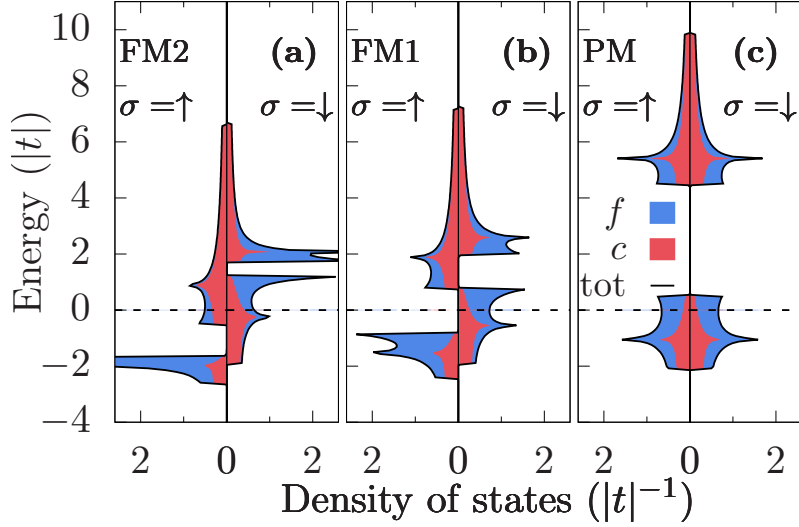 FM2 (a) FM1 (b) PM (c)
σ =↑ σ =↓ σ =↑ σ =↓ σ =↑ σ =↓
Energy (|t|)
10
8
6
4
2
0
−2
−4
f
c
tot
2 0 2 2 0 2 2 0 2
Density of states (|t|⁻¹)